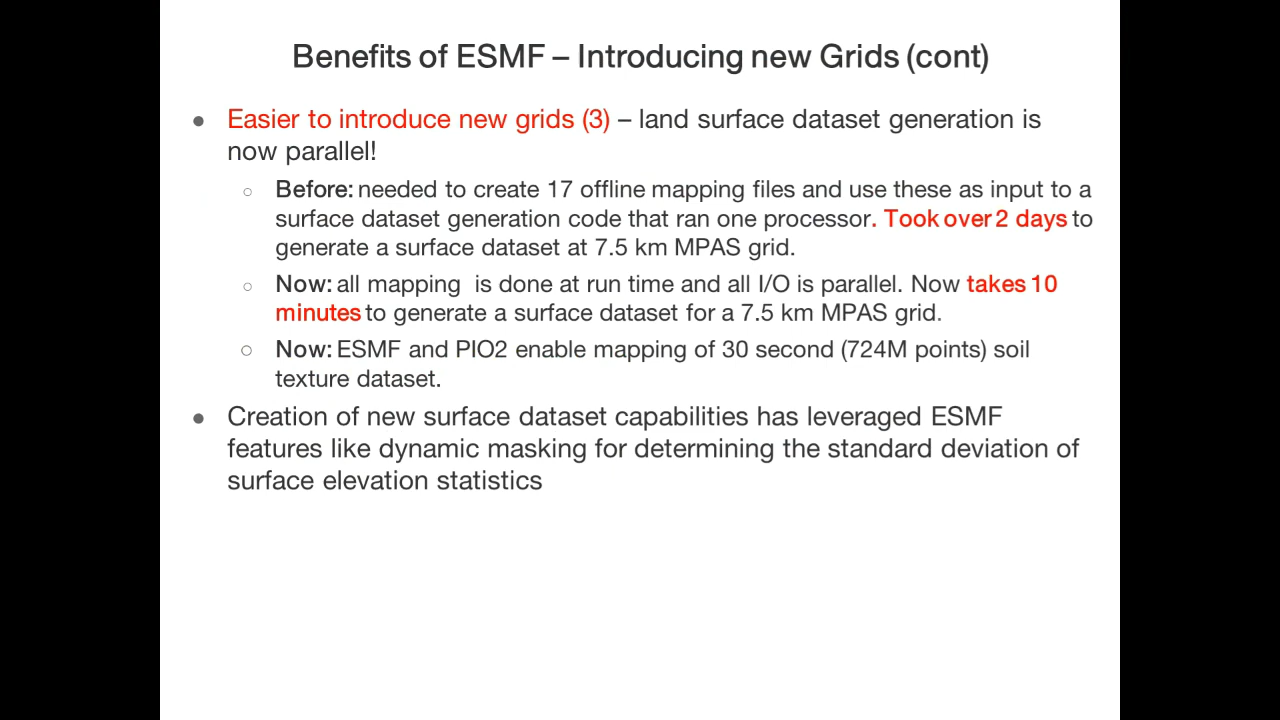 Benefits of ESMF – Introducing new Grids (cont)
● Easier to introduce new grids (3) – land surface dataset generation is
now parallel!
○ Before: needed to create 17 offline mapping files and use these as input to a
surface dataset generation code that ran one processor. Took over 2 days to
generate a surface dataset at 7.5 km MPAS grid.
○ Now: all mapping  is done at run time and all I/O is parallel. Now takes 10
minutes to generate a surface dataset for a 7.5 km MPAS grid.
○ Now: ESMF and PIO2 enable mapping of 30 second (724M points) soil
texture dataset.
● Creation of new surface dataset capabilities has leveraged ESMF
features like dynamic masking for determining the standard deviation of
surface elevation statistics